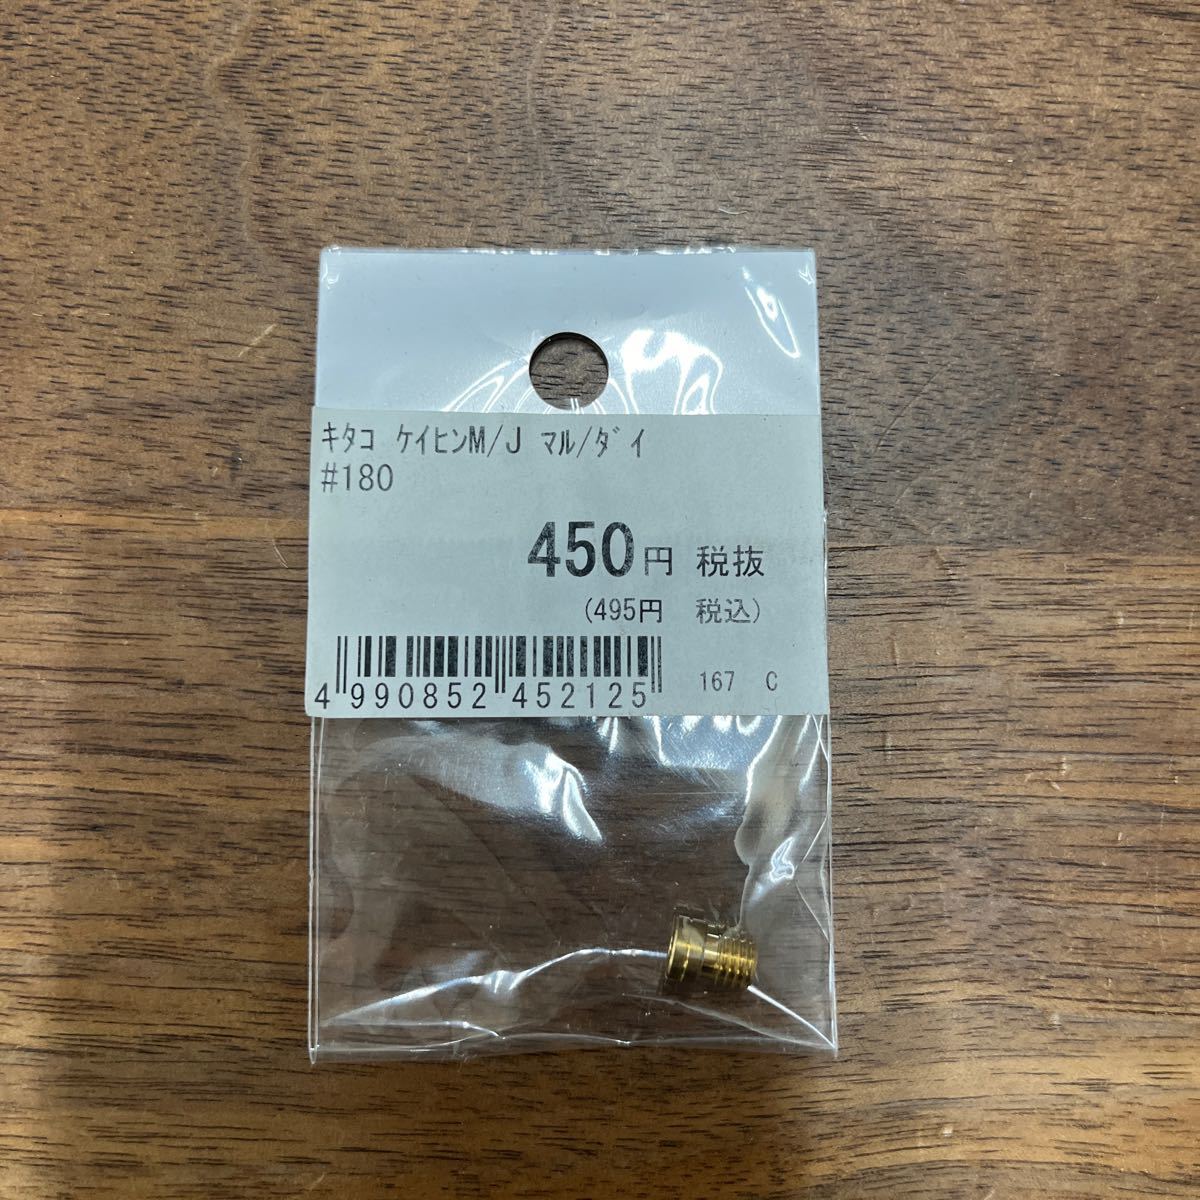 ｷﾀｺ ｹｲﾋﾝM/J ﾏﾙ/ﾀﾞｲ
#180
450円 税抜
(495円 税込)
4 990852 452125
167 C